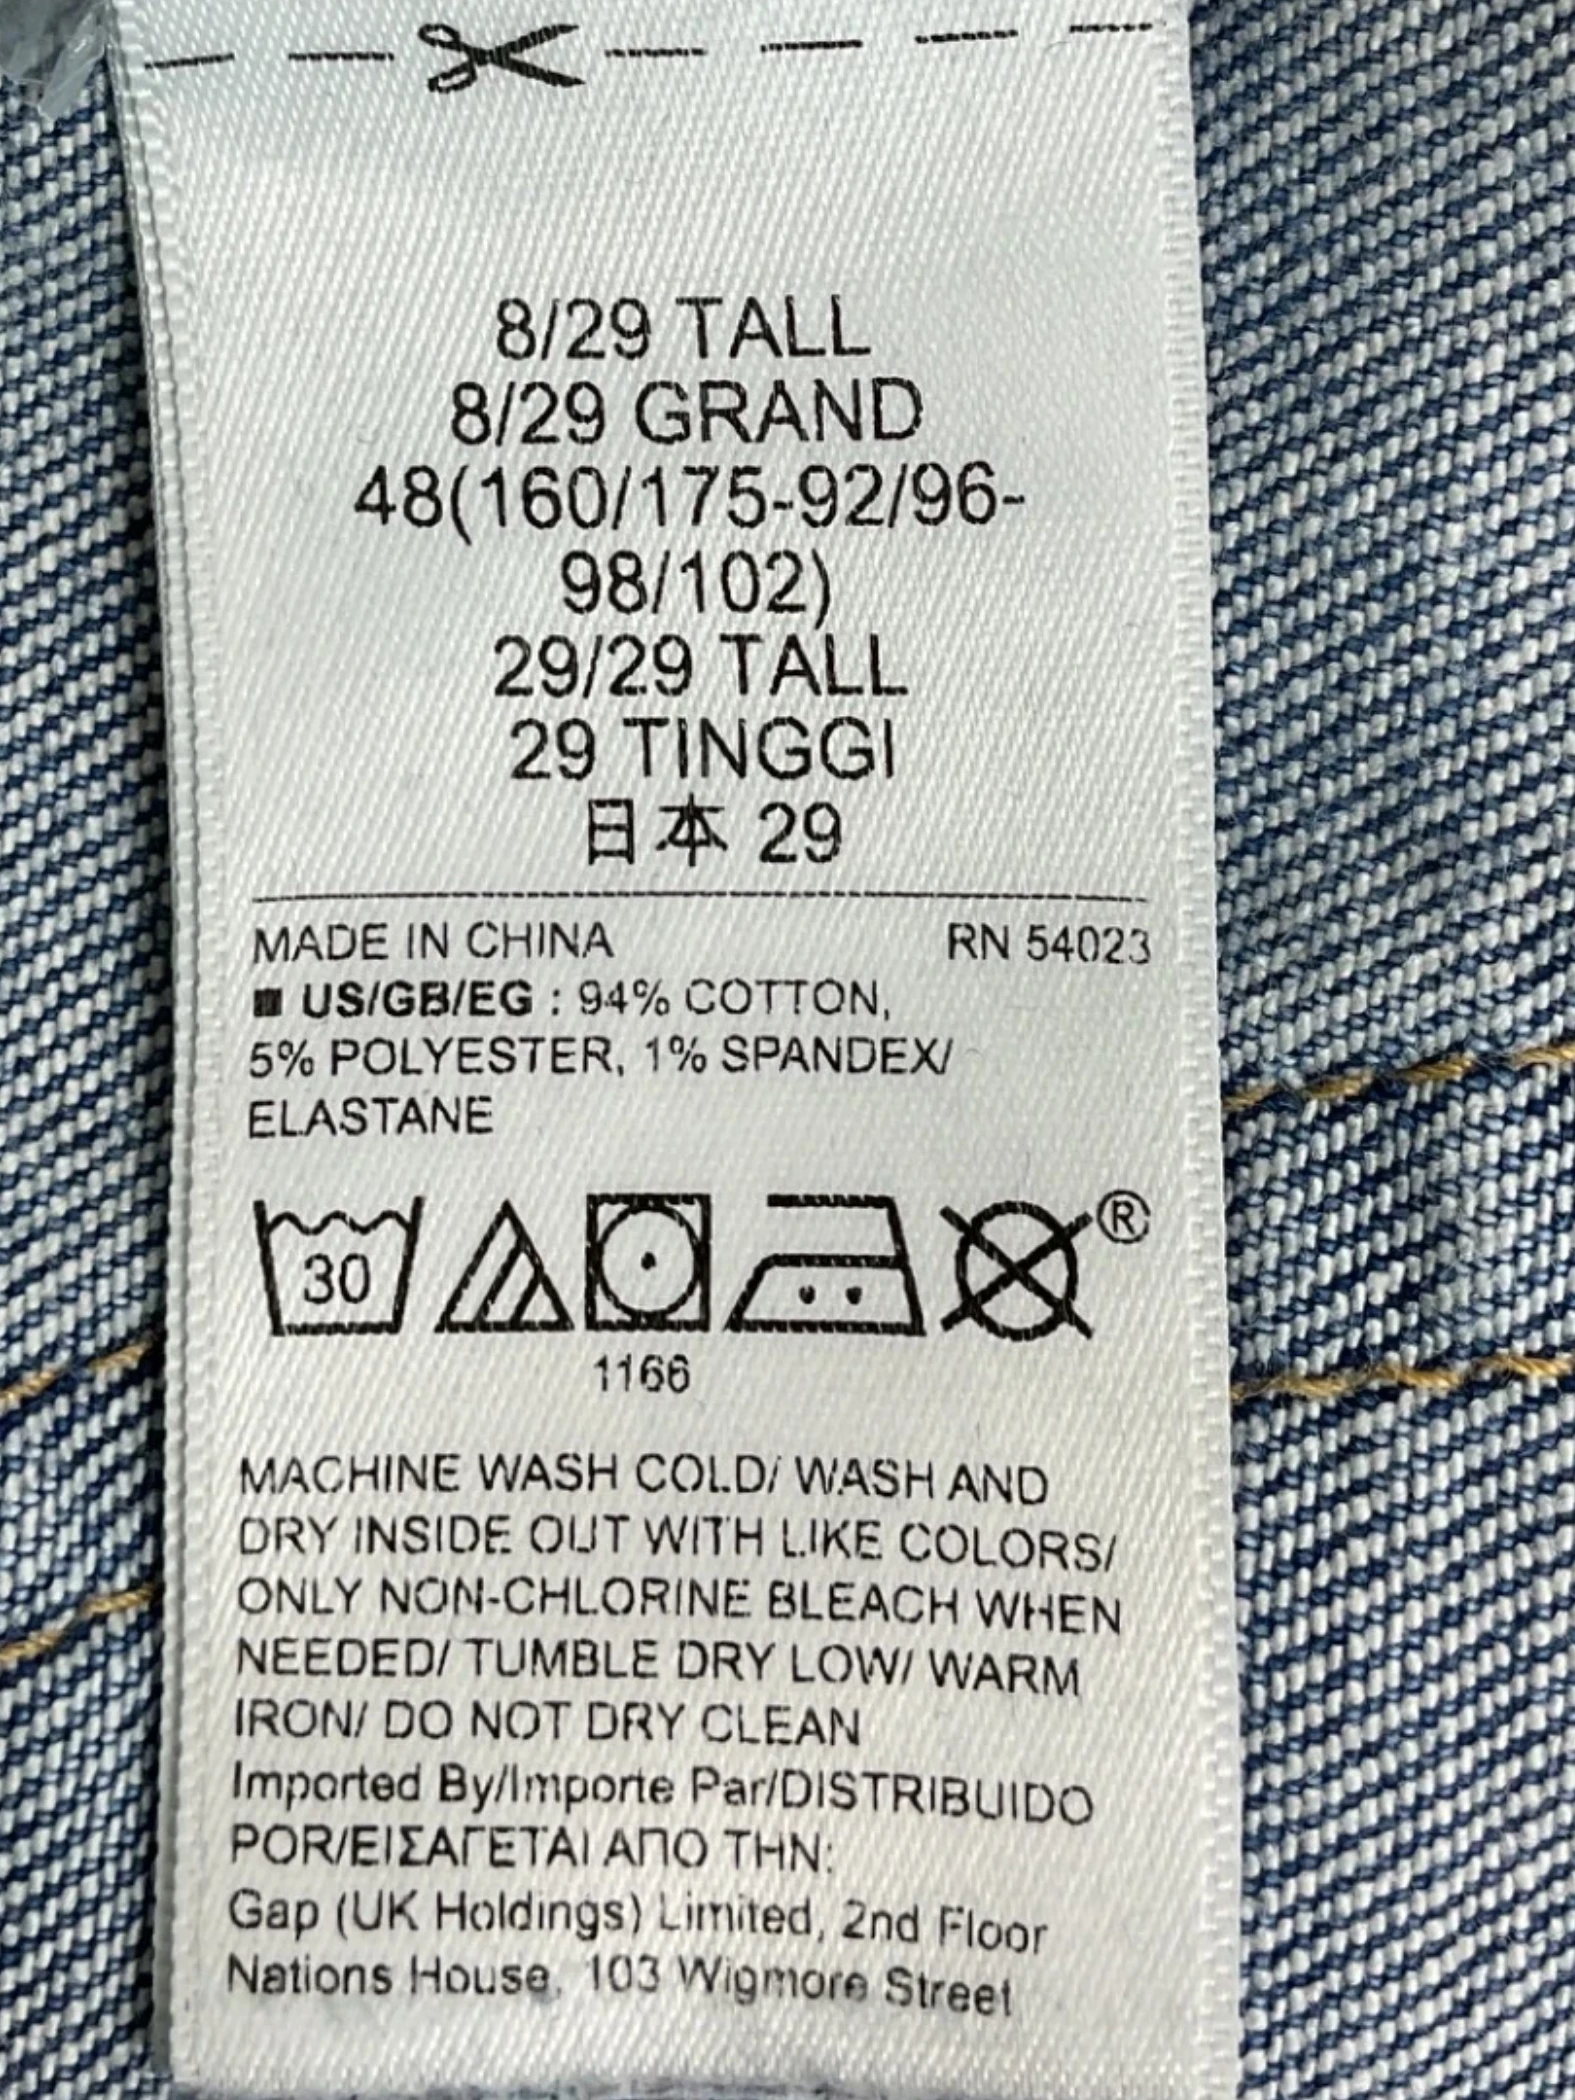 8/29 TALL
8/29 GRAND
48(160/175-92/96-
98/102)
29/29 TALL
29 TINGGI
日本 29
MADE IN CHINA RN 54023
■ US/GB/EG : 94% COTTON,
5% POLYESTER, 1% SPANDEX/
ELASTANE
30 ®
1166
MACHINE WASH COLD/ WASH AND
DRY INSIDE OUT WITH LIKE COLORS/
ONLY NON-CHLORINE BLEACH WHEN
NEEDED/ TUMBLE DRY LOW/ WARM
IRON/ DO NOT DRY CLEAN
Imported By/Importe Par/DISTRIBUIDO
POR/ΕΙΣΑΓΕΤΑΙ ΑΠΟ ΤΗΝ:
Gap (UK Holdings) Limited, 2nd Floor
Nations House, 103 Wigmore Street